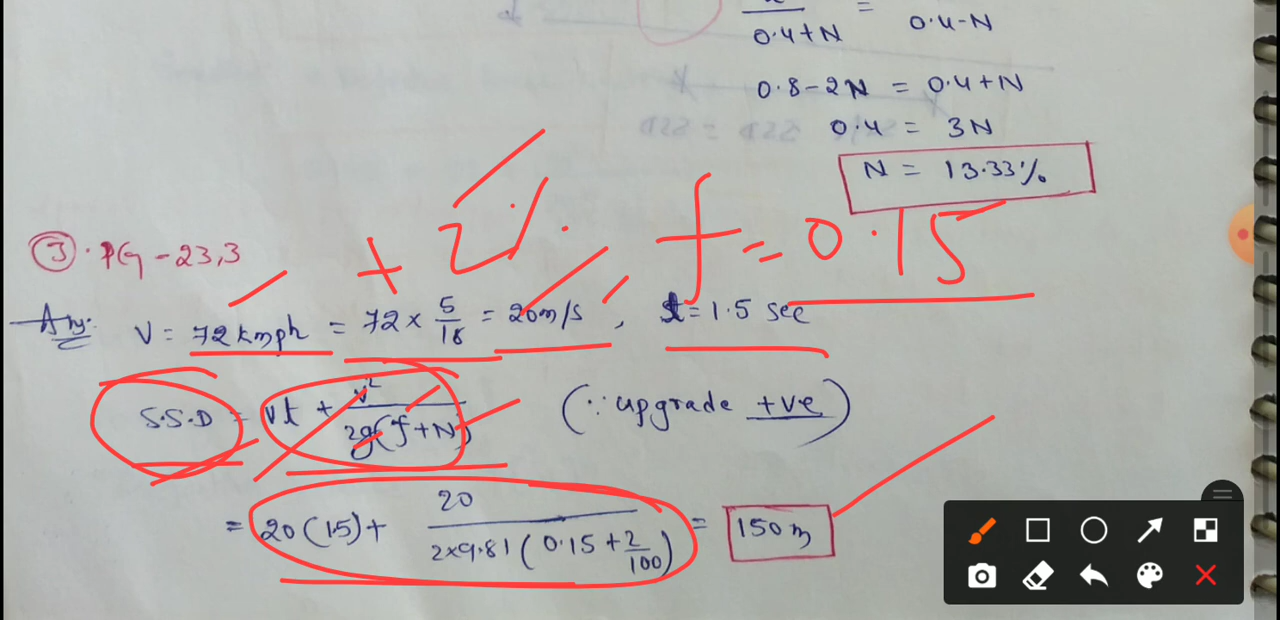 0.4+N = 0.4-N
0.8-2N = 0.4+N
0.4 = 3N
N = 13.33%
+ 2%, f = 0.15
③. PG - 23,3
Ans: V = 72 kmph = 72 × 5/18 = 20m/s, t = 1.5 sec
S.S.D = vt + v²/2g(f+N) (∵ upgrade +ve)
= 20(1.5)+ 20/2×9.81(0.15+2/100) = 150m